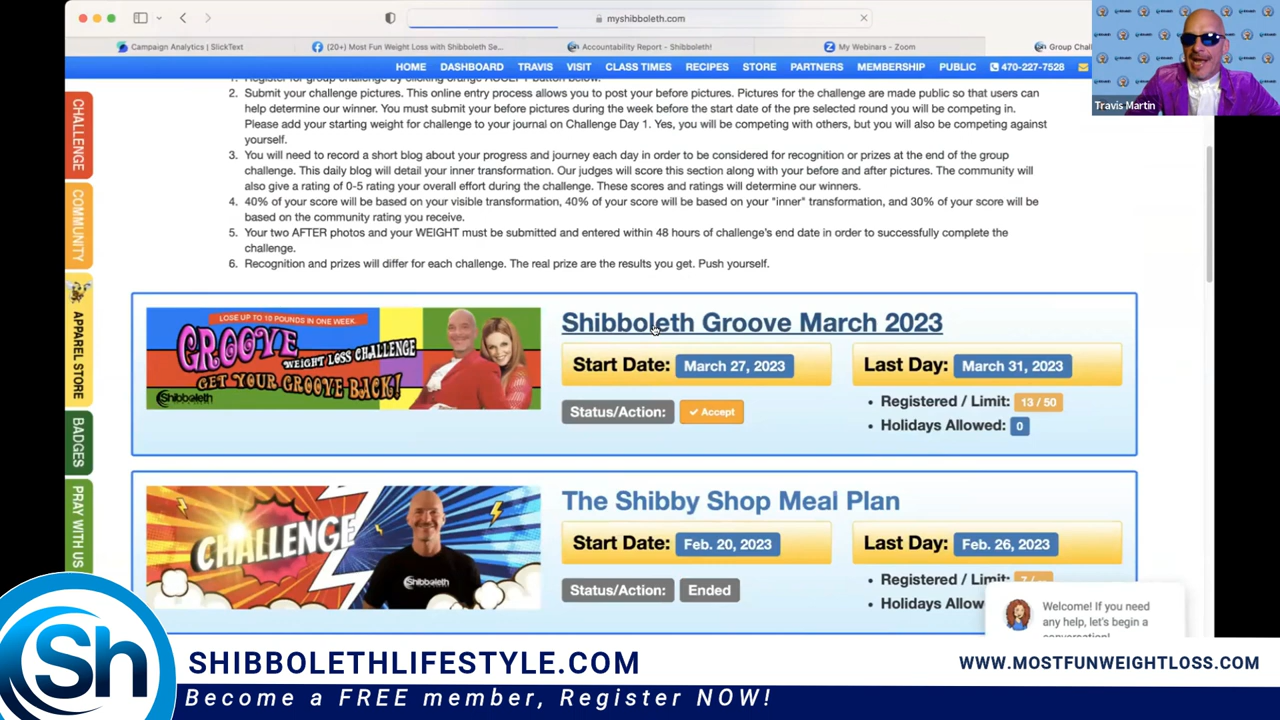 myshibboleth.com
Campaign Analytics | SlickText
(20+) Most Fun Weight Loss with Shibboleth Se...
Accountability Report - Shibboleth!
My Webinars - Zoom
Group Chal
HOME DASHBOARD TRAVIS VISIT CLASS TIMES RECIPES STORE PARTNERS MEMBERSHIP PUBLIC 470-227-7528
Travis Martin
CHALLENGE
COMMUNITY
APPAREL STORE
BADGES
PRAY WITH US
1. Register for group challenge by clicking orange ACCEPT button below.
2. Submit your challenge pictures. This online entry process allows you to post your before pictures. Pictures for the challenge are made public so that users can
help determine our winner. You must submit your before pictures during the week before the start date of the pre selected round you will be competing in.
Please add your starting weight for challenge to your journal on Challenge Day 1. Yes, you will be competing with others, but you will also be competing against
yourself.
3. You will need to record a short blog about your progress and journey each day in order to be considered for recognition or prizes at the end of the group
challenge. This daily blog will detail your inner transformation. Our judges will score this section along with your before and after pictures. The community will
also give a rating of 0-5 rating your overall effort during the challenge. These scores and ratings will determine our winners.
4. 40% of your score will be based on your visible transformation, 40% of your score will be based on your "inner" transformation, and 30% of your score will be
based on the community rating you receive.
5. Your two AFTER photos and your WEIGHT must be submitted and entered within 48 hours of challenge's end date in order to successfully complete the
challenge.
6. Recognition and prizes will differ for each challenge. The real prize are the results you get. Push yourself.
LOSE UP TO 10 POUNDS IN ONE WEEK
GROOVE
WEIGHT LOSS CHALLENGE
GET YOUR GROOVE BACK!
Shibboleth
Shibboleth Groove March 2023
Start Date: March 27, 2023
Last Day: March 31, 2023
Status/Action: Accept
• Registered / Limit: 13 / 50
• Holidays Allowed: 0
CHALLENGE
Shibboleth
The Shibby Shop Meal Plan
Start Date: Feb. 20, 2023
Last Day: Feb. 26, 2023
Status/Action: Ended
• Registered / Limit:
• Holidays Allow
Welcome! If you need
any help, let's begin a
conversation!
Sh
SHIBBOLETHLIFESTYLE.COM
WWW.MOSTFUNWEIGHTLOSS.COM
Become a FREE member, Register NOW!